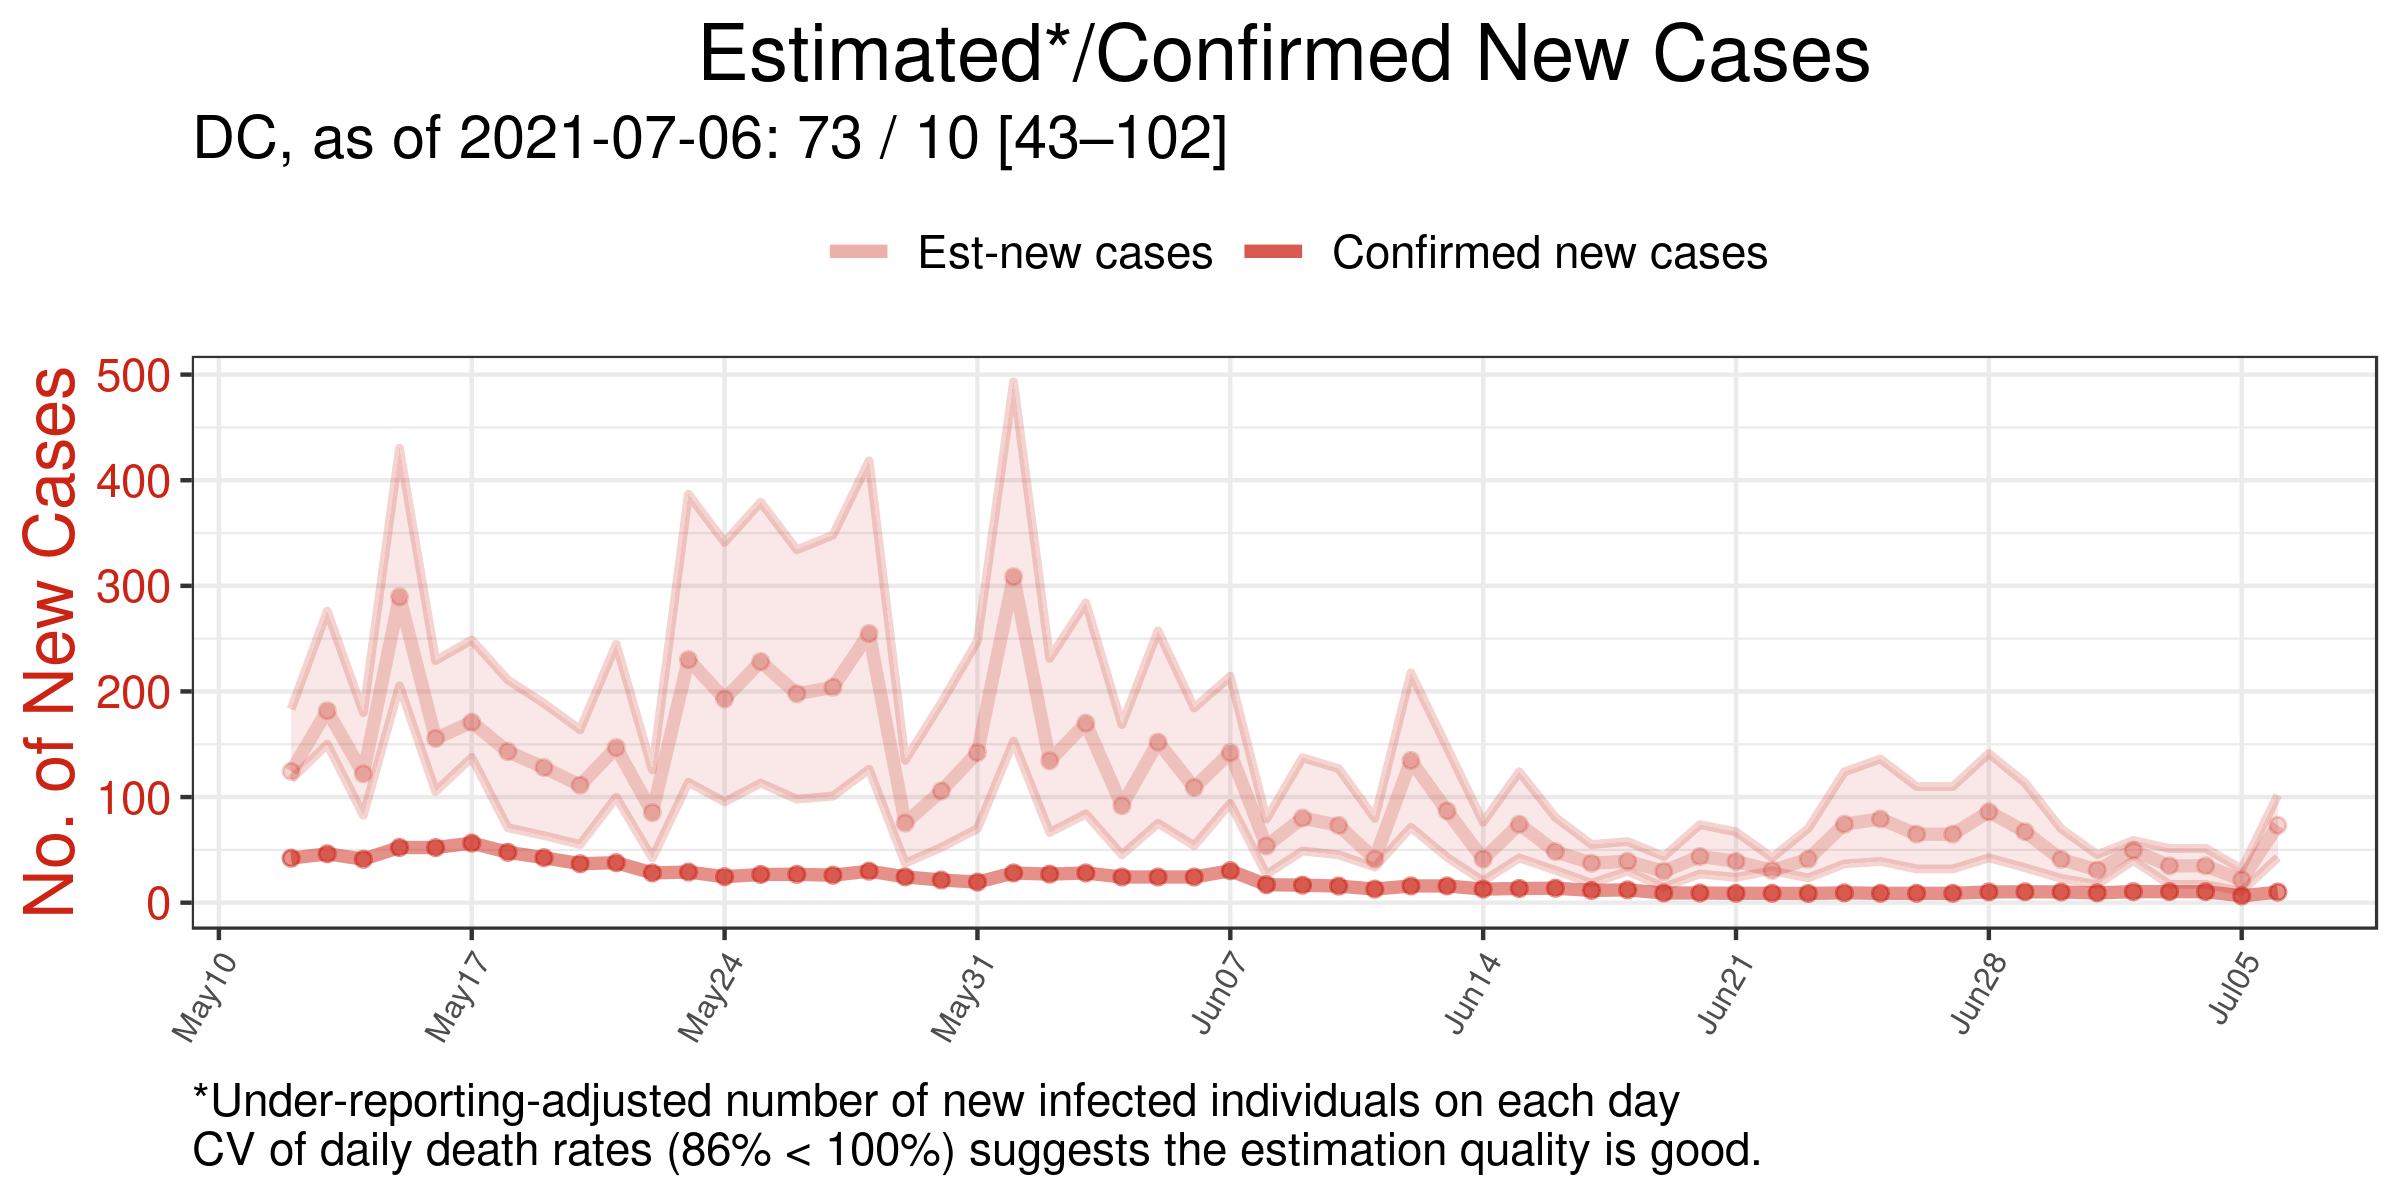 Estimated*/Confirmed New Cases
DC, as of 2021-07-06: 73 / 10 [43–102]
Est-new cases Confirmed new cases
No. of New Cases
500
400
300
200
100
0
May10 May17 May24 May31 Jun07 Jun14 Jun21 Jun28 Jul05
*Under-reporting-adjusted number of new infected individuals on each day
CV of daily death rates (86% < 100%) suggests the estimation quality is good.